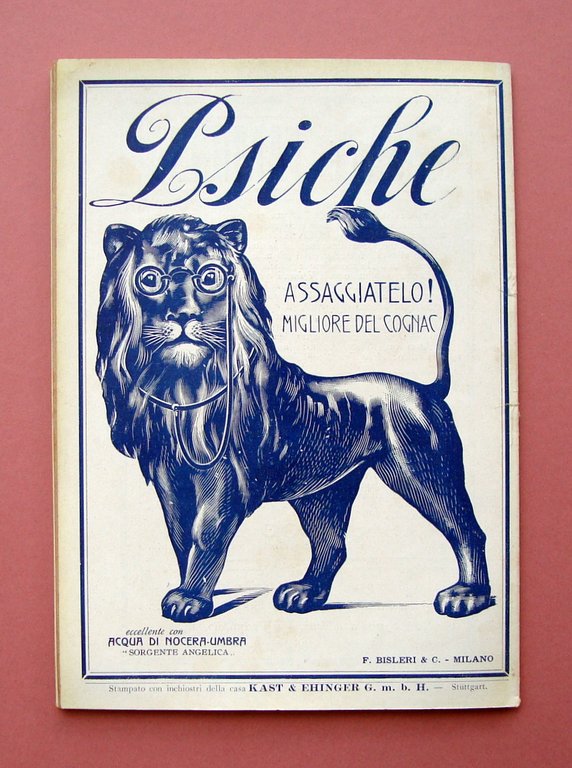 Psiche
ASSAGGIATELO!
MIGLIORE DEL COGNAC
eccellente con
ACQUA DI NOCERA-UMBRA
"SORGENTE ANGELICA„
F. BISLERI & C. - MILANO
Stampato con inchiostri della casa KAST & EHINGER G. m. b. H. — Stuttgart.